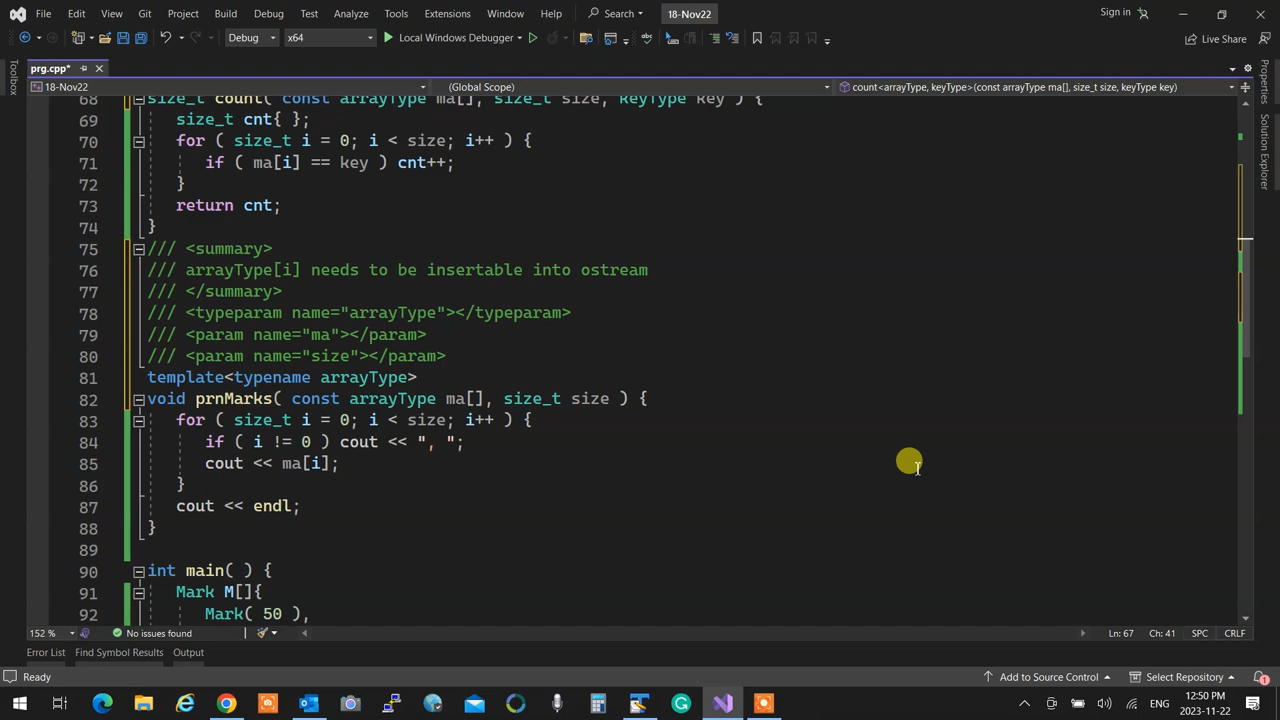 File Edit View Git Project Build Debug Test Analyze Tools Extensions Window Help Search 18-Nov22 Sign in
Debug x64 Local Windows Debugger Live Share
prg.cpp*
18-Nov22 (Global Scope) count<arrayType, keyType>(const arrayType ma[], size_t size, keyType key)
Toolbox
Properties
Solution Explorer
68 size_t count( const arrayType ma[], size_t size, keyType key ) {
69 size_t cnt{ };
70 for ( size_t i = 0; i < size; i++ ) {
71 if ( ma[i] == key ) cnt++;
72 }
73 return cnt;
74 }
75 /// <summary>
76 /// arrayType[i] needs to be insertable into ostream
77 /// </summary>
78 /// <typeparam name="arrayType"></typeparam>
79 /// <param name="ma"></param>
80 /// <param name="size"></param>
81 template<typename arrayType>
82 void prnMarks( const arrayType ma[], size_t size ) {
83 for ( size_t i = 0; i < size; i++ ) {
84 if ( i != 0 ) cout << ", ";
85 cout << ma[i];
86 }
87 cout << endl;
88 }
89
90 int main( ) {
91 Mark M[]{
92 Mark( 50 ),
152 % No issues found Ln: 67 Ch: 41 SPC CRLF
Error List Find Symbol Results Output
Ready Add to Source Control Select Repository 1
ENG 12:50 PM 2023-11-22